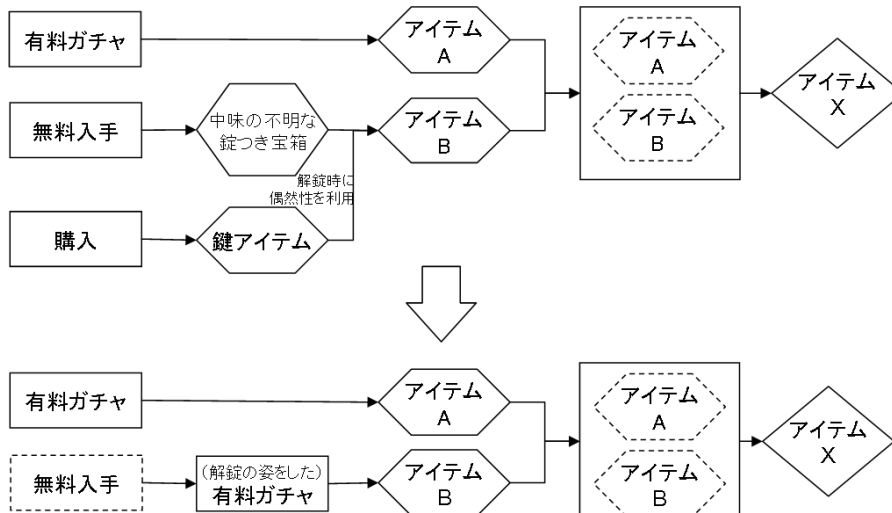 有料ガチャ
アイテム
A
アイテム
A
アイテム
X
無料入手
中味の不明な
錠つき宝箱
アイテム
B
アイテム
B
解錠時に
偶然性を利用
購入
鍵アイテム
有料ガチャ
アイテム
A
アイテム
A
アイテム
X
無料入手
(解錠の姿をした)
有料ガチャ
アイテム
B
アイテム
B